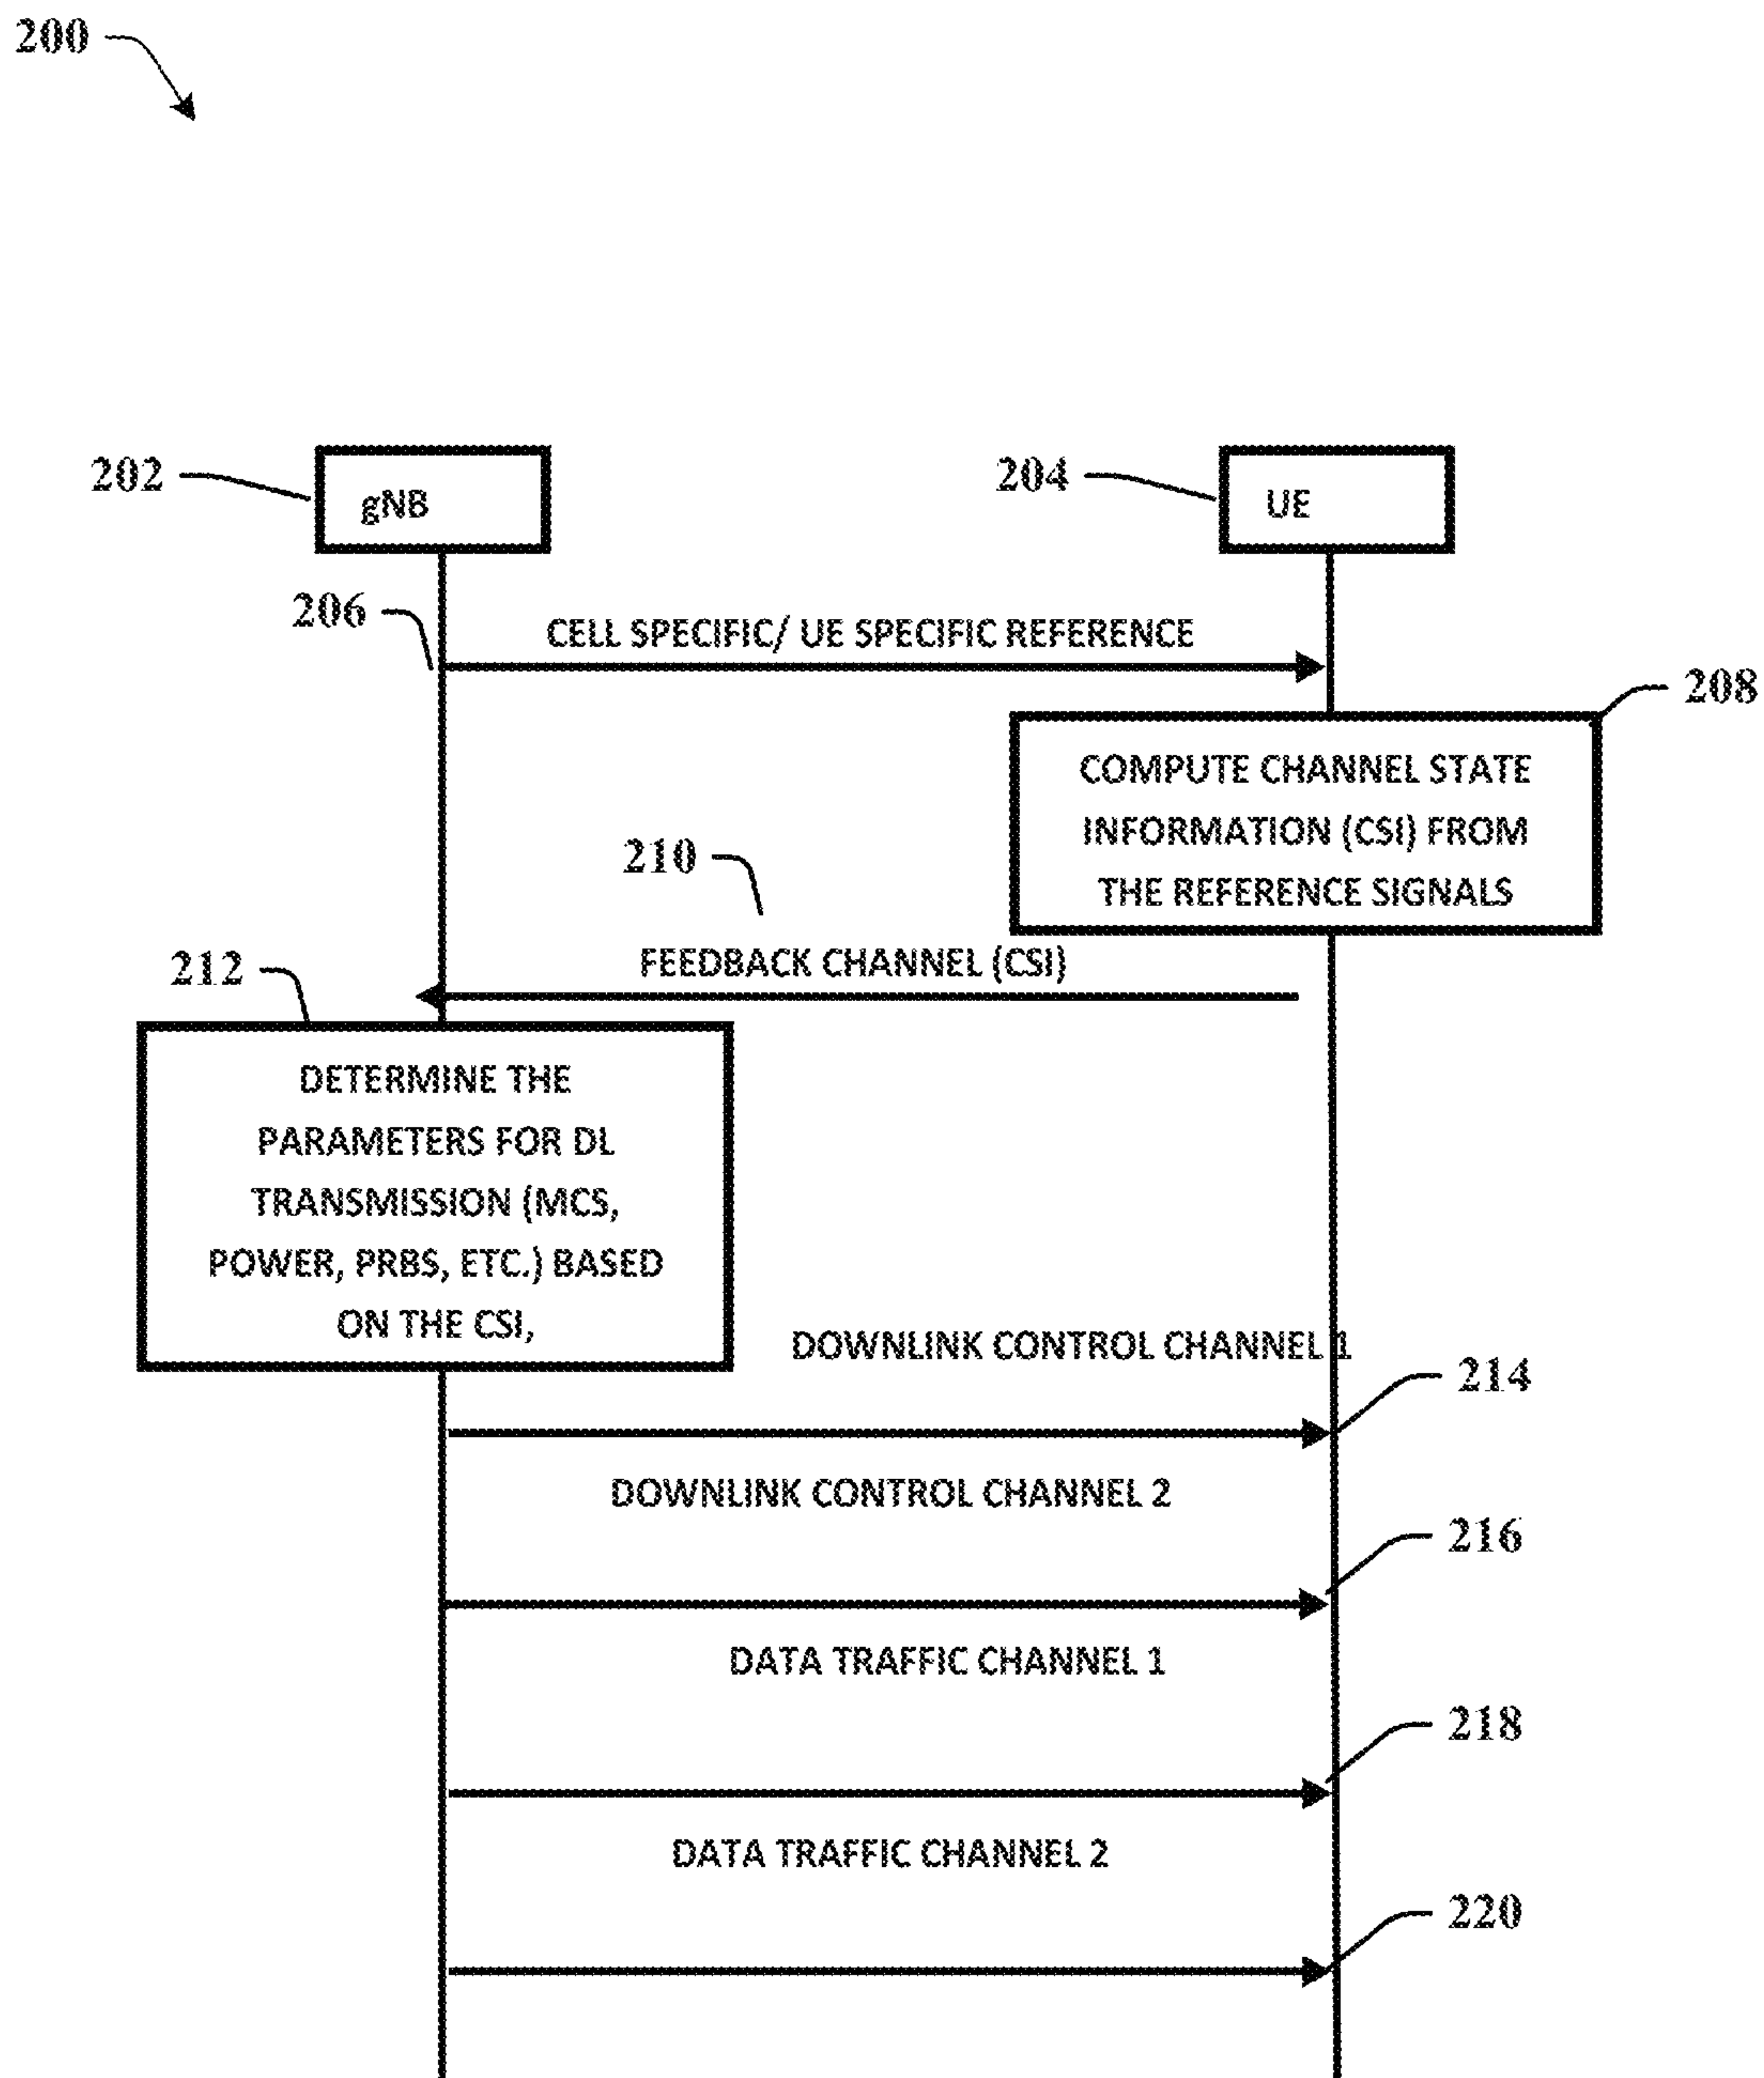 200
202
gNB
204
UE
206
CELL SPECIFIC/ UE SPECIFIC REFERENCE
208
COMPUTE CHANNEL STATE
INFORMATION (CSI) FROM
THE REFERENCE SIGNALS
210
FEEDBACK CHANNEL (CSI)
212
DETERMINE THE
PARAMETERS FOR DL
TRANSMISSION (MCS,
POWER, PRBS, ETC.) BASED
ON THE CSI,
DOWNLINK CONTROL CHANNEL 1
214
DOWNLINK CONTROL CHANNEL 2
216
DATA TRAFFIC CHANNEL 1
218
DATA TRAFFIC CHANNEL 2
220